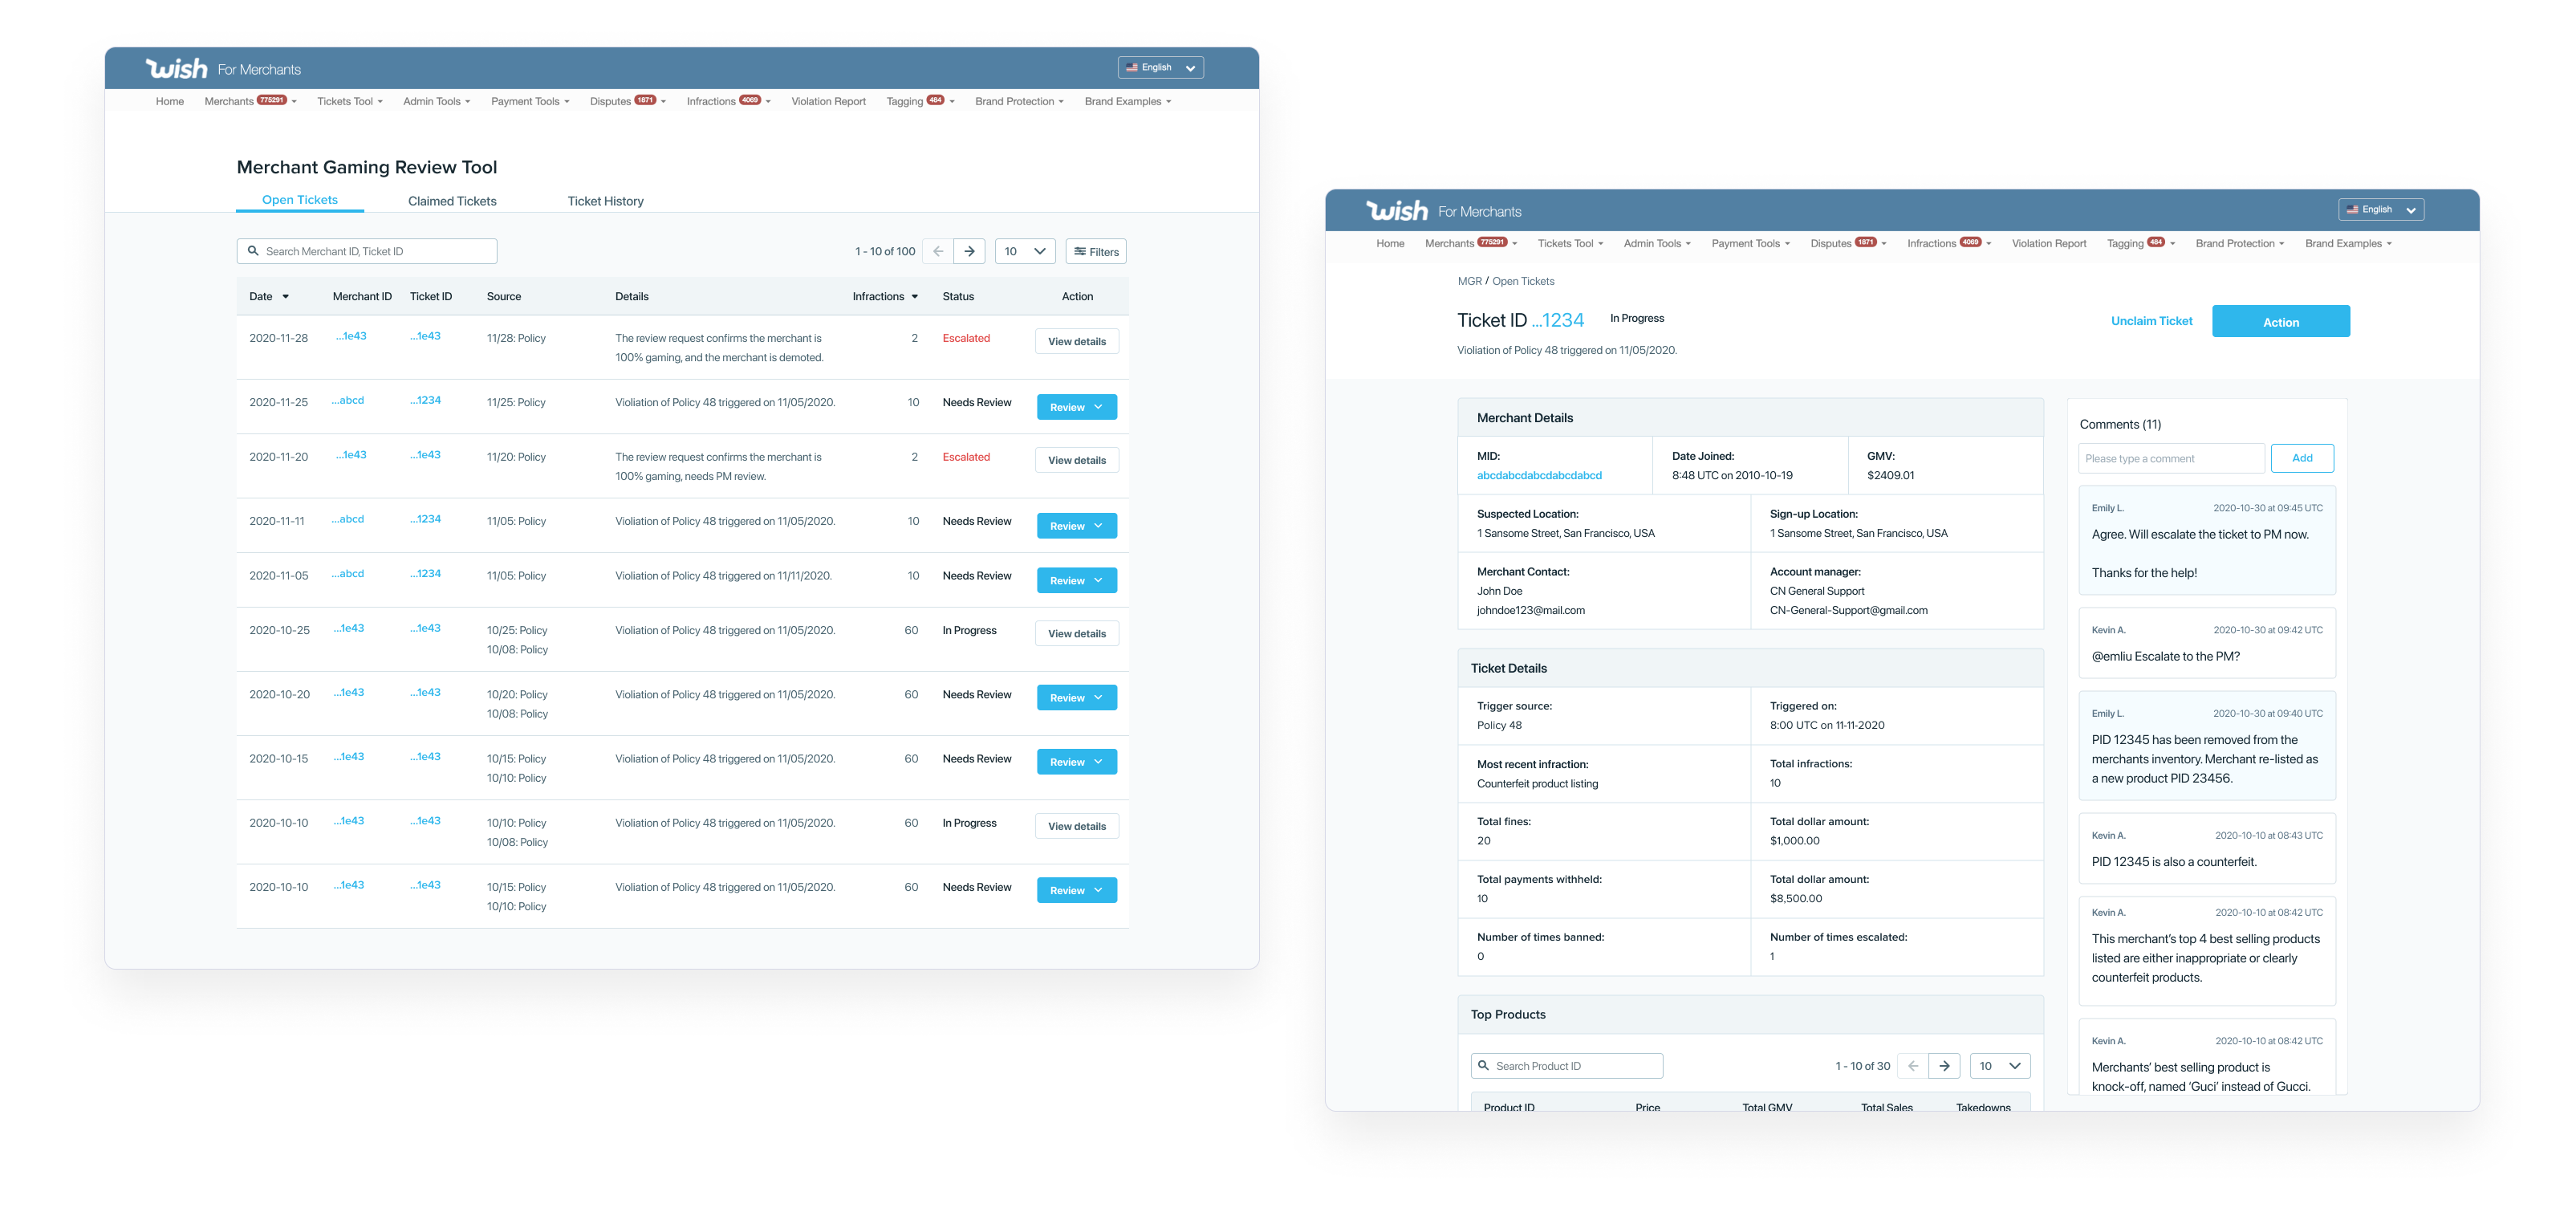 wish For Merchants
English
Home Merchants 775291 Tickets Tool Admin Tools Payment Tools Disputes 1871 Infractions 4069 Violation Report Tagging 484 Brand Protection Brand Examples
Merchant Gaming Review Tool
Open Tickets Claimed Tickets Ticket History
Search Merchant ID, Ticket ID 1 - 10 of 100 10 Filters
Date Merchant ID Ticket ID Source Details Infractions Status Action
2020-11-28 ...1e43 ...1e43 11/28: Policy The review request confirms the merchant is 2 Escalated View details
100% gaming, and the merchant is demoted.
2020-11-25 ...abcd ...1234 11/25: Policy Violiation of Policy 48 triggered on 11/05/2020. 10 Needs Review Review
2020-11-20 ...1e43 ...1e43 11/20: Policy The review request confirms the merchant is 2 Escalated View details
100% gaming, needs PM review.
2020-11-11 ...abcd ...1234 11/05: Policy Violiation of Policy 48 triggered on 11/05/2020. 10 Needs Review Review
2020-11-05 ...abcd ...1234 11/05: Policy Violiation of Policy 48 triggered on 11/11/2020. 10 Needs Review Review
2020-10-25 ...1e43 ...1e43 10/25: Policy Violiation of Policy 48 triggered on 11/05/2020. 60 In Progress View details
10/08: Policy
2020-10-20 ...1e43 ...1e43 10/20: Policy Violiation of Policy 48 triggered on 11/05/2020. 60 Needs Review Review
10/08: Policy
2020-10-15 ...1e43 ...1e43 10/15: Policy Violiation of Policy 48 triggered on 11/05/2020. 60 Needs Review Review
10/10: Policy
2020-10-10 ...1e43 ...1e43 10/10: Policy Violiation of Policy 48 triggered on 11/05/2020. 60 In Progress View details
10/08: Policy
2020-10-10 ...1e43 ...1e43 10/15: Policy Violiation of Policy 48 triggered on 11/05/2020. 60 Needs Review Review
10/10: Policy
wish For Merchants
English
Home Merchants 775291 Tickets Tool Admin Tools Payment Tools Disputes 1871 Infractions 4069 Violation Report Tagging 484 Brand Protection Brand Examples
MGR / Open Tickets
Ticket ID ...1234 In Progress
Unclaim Ticket Action
Violiation of Policy 48 triggered on 11/05/2020.
Merchant Details
MID: Date Joined: GMV:
abcdabcdabcdabcdabcd 8:48 UTC on 2010-10-19 $2409.01
Suspected Location: Sign-up Location:
1 Sansome Street, San Francisco, USA 1 Sansome Street, San Francisco, USA
Merchant Contact: Account manager:
John Doe CN General Support
johndoe123@mail.com CN-General-Support@gmail.com
Ticket Details
Trigger source: Triggered on:
Policy 48 8:00 UTC on 11-11-2020
Most recent infraction: Total infractions:
Counterfeit product listing 10
Total fines: Total dollar amount:
20 $1,000.00
Total payments withheld: Total dollar amount:
10 $8,500.00
Number of times banned: Number of times escalated:
0 1
Top Products
Search Product ID 1 - 10 of 30 10
Product ID Price Total GMV Total Sales Takedowns
Comments (11)
Please type a comment Add
Emily L. 2020-10-30 at 09:45 UTC
Agree. Will escalate the ticket to PM now.
Thanks for the help!
Kevin A. 2020-10-30 at 09:42 UTC
@emliu Escalate to the PM?
Emily L. 2020-10-30 at 09:40 UTC
PID 12345 has been removed from the
merchants inventory. Merchant re-listed as
a new product PID 23456.
Kevin A. 2020-10-10 at 08:43 UTC
PID 12345 is also a counterfeit.
Kevin A. 2020-10-10 at 08:42 UTC
This merchant's top 4 best selling products
listed are either inappropriate or clearly
counterfeit products.
Kevin A. 2020-10-10 at 08:42 UTC
Merchants' best selling product is
knock-off, named 'Guci' instead of Gucci.